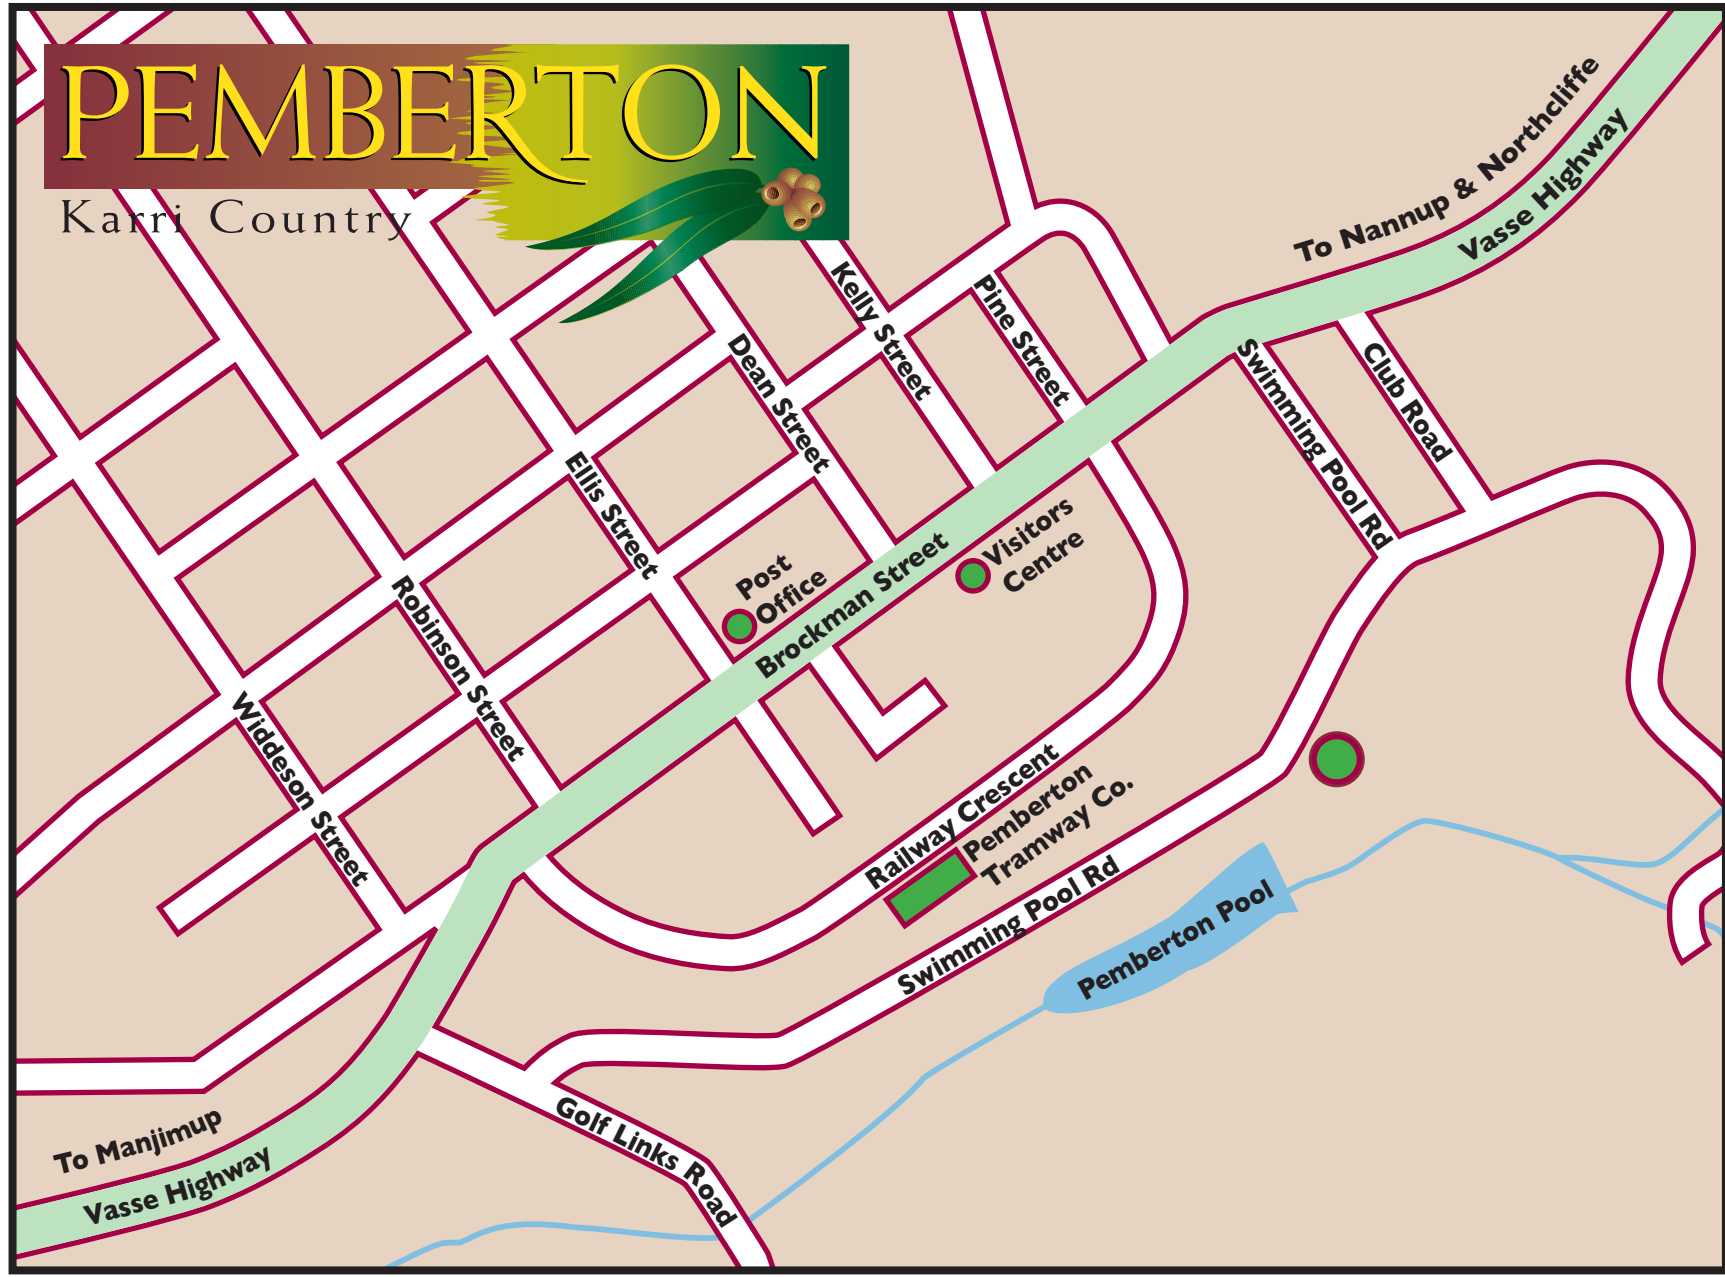 PEMBERTON
Karri Country
To Nannup & Northcliffe
Vasse Highway
Kelly Street
Pine Street
Dean Street
Swimming Pool Rd
Club Road
Ellis Street
Visitors
Centre
Post
Office
Brockman Street
Robinson Street
Widdeson Street
Railway Crescent
Pemberton
Tramway Co.
Swimming Pool Rd
Pemberton Pool
Golf Links Road
To Manjimup
Vasse Highway